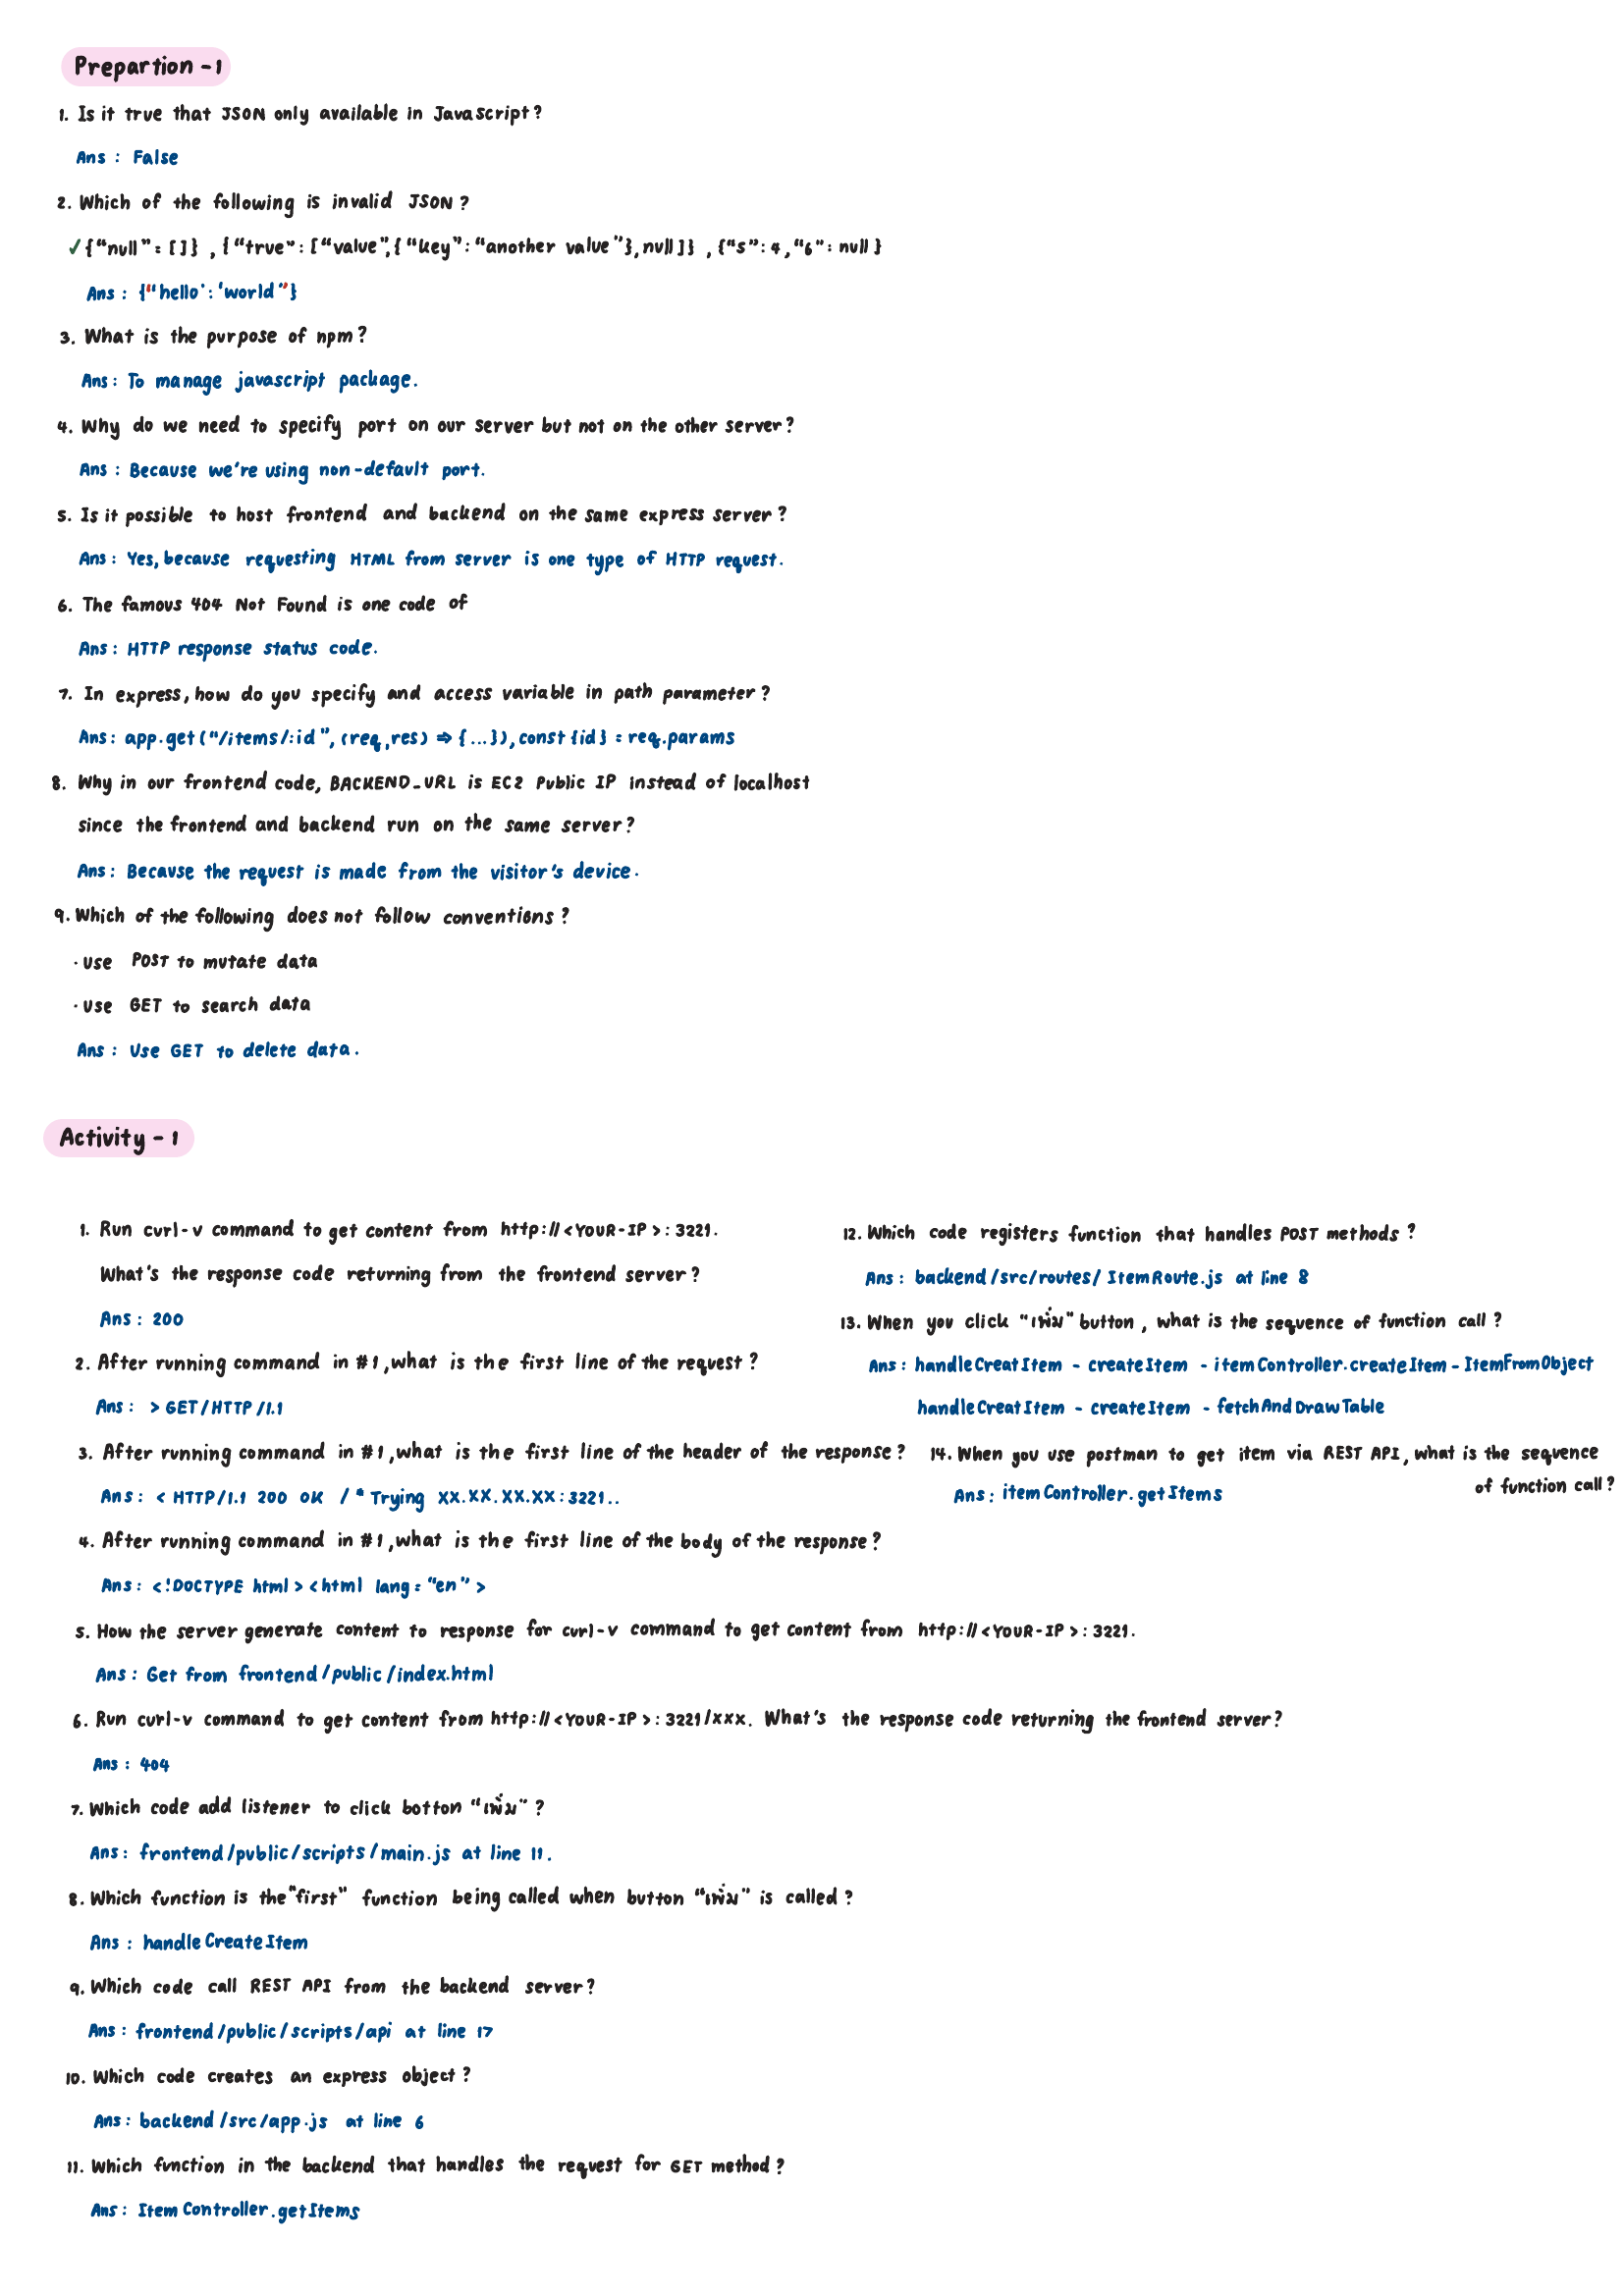 Prepartion - 1
1. Is it true that JSON only available in Javascript?
Ans : False
2. Which of the following is invalid JSON ?
✓ {"null" = [ ] } , { "true" : ["value", { "key" : "another value" }, null ] } , {"5" : 4 , "6" : null }
Ans : {"hello' : 'world"}
3. What is the purpose of npm ?
Ans : To manage javascript package.
4. Why do we need to specify port on our server but not on the other server?
Ans : Because we're using non-default port.
5. Is it possible to host frontend and backend on the same express server ?
Ans : Yes, because requesting HTML from server is one type of HTTP request.
6. The famous 404 Not Found is one code of
Ans : HTTP response status code.
7. In express, how do you specify and access variable in path parameter ?
Ans : app.get ("/items/:id", (req, res) => { ... }), const {id} = req.params
8. Why in our frontend code, BACKEND_URL is EC2 Public IP instead of localhost
since the frontend and backend run on the same server?
Ans : Because the request is made from the visitor's device.
9. Which of the following does not follow conventions ?
· use POST to mutate data
· use GET to search data
Ans : Use GET to delete data.
Activity - 1
1. Run curl-v command to get content from http://<YOUR-IP>:3221.
What's the response code returning from the frontend server?
Ans : 200
2. After running command in #1, what is the first line of the request ?
Ans : > GET / HTTP /1.1
3. After running command in #1, what is the first line of the header of the response?
Ans : < HTTP/1.1 200 OK / * Trying XX.XX.XX.XX:3221..
4. After running command in #1, what is the first line of the body of the response?
Ans : <!DOCTYPE html> <html lang = "en" >
5. How the server generate content to response for curl-v command to get content from http://<YOUR-IP>:3221.
Ans : Get from frontend/public/index.html
6. Run curl-v command to get content from http://<YOUR-IP>:3221/xxx. What's the response code returning the frontend server?
Ans : 404
7. Which code add listener to click botton "เพิ่ม" ?
Ans : frontend/public/scripts/main.js at line 11.
8. Which function is the "first" function being called when button "เพิ่ม" is called ?
Ans : handleCreateItem
9. Which code call REST API from the backend server?
Ans : frontend/public/scripts/api at line 17
10. Which code creates an express object ?
Ans : backend/src/app.js at line 6
11. Which function in the backend that handles the request for GET method ?
Ans : ItemController.getItems
12. Which code registers function that handles POST methods ?
Ans : backend/src/routes/ItemRoute.js at line 8
13. When you click "เพิ่ม" button, what is the sequence of function call ?
Ans : handleCreatItem - createItem - itemController.createItem - ItemFromObject
handleCreatItem - createItem - fetchAndDrawTable
14. When you use postman to get item via REST API, what is the sequence
of function call ?
Ans : itemController.getItems